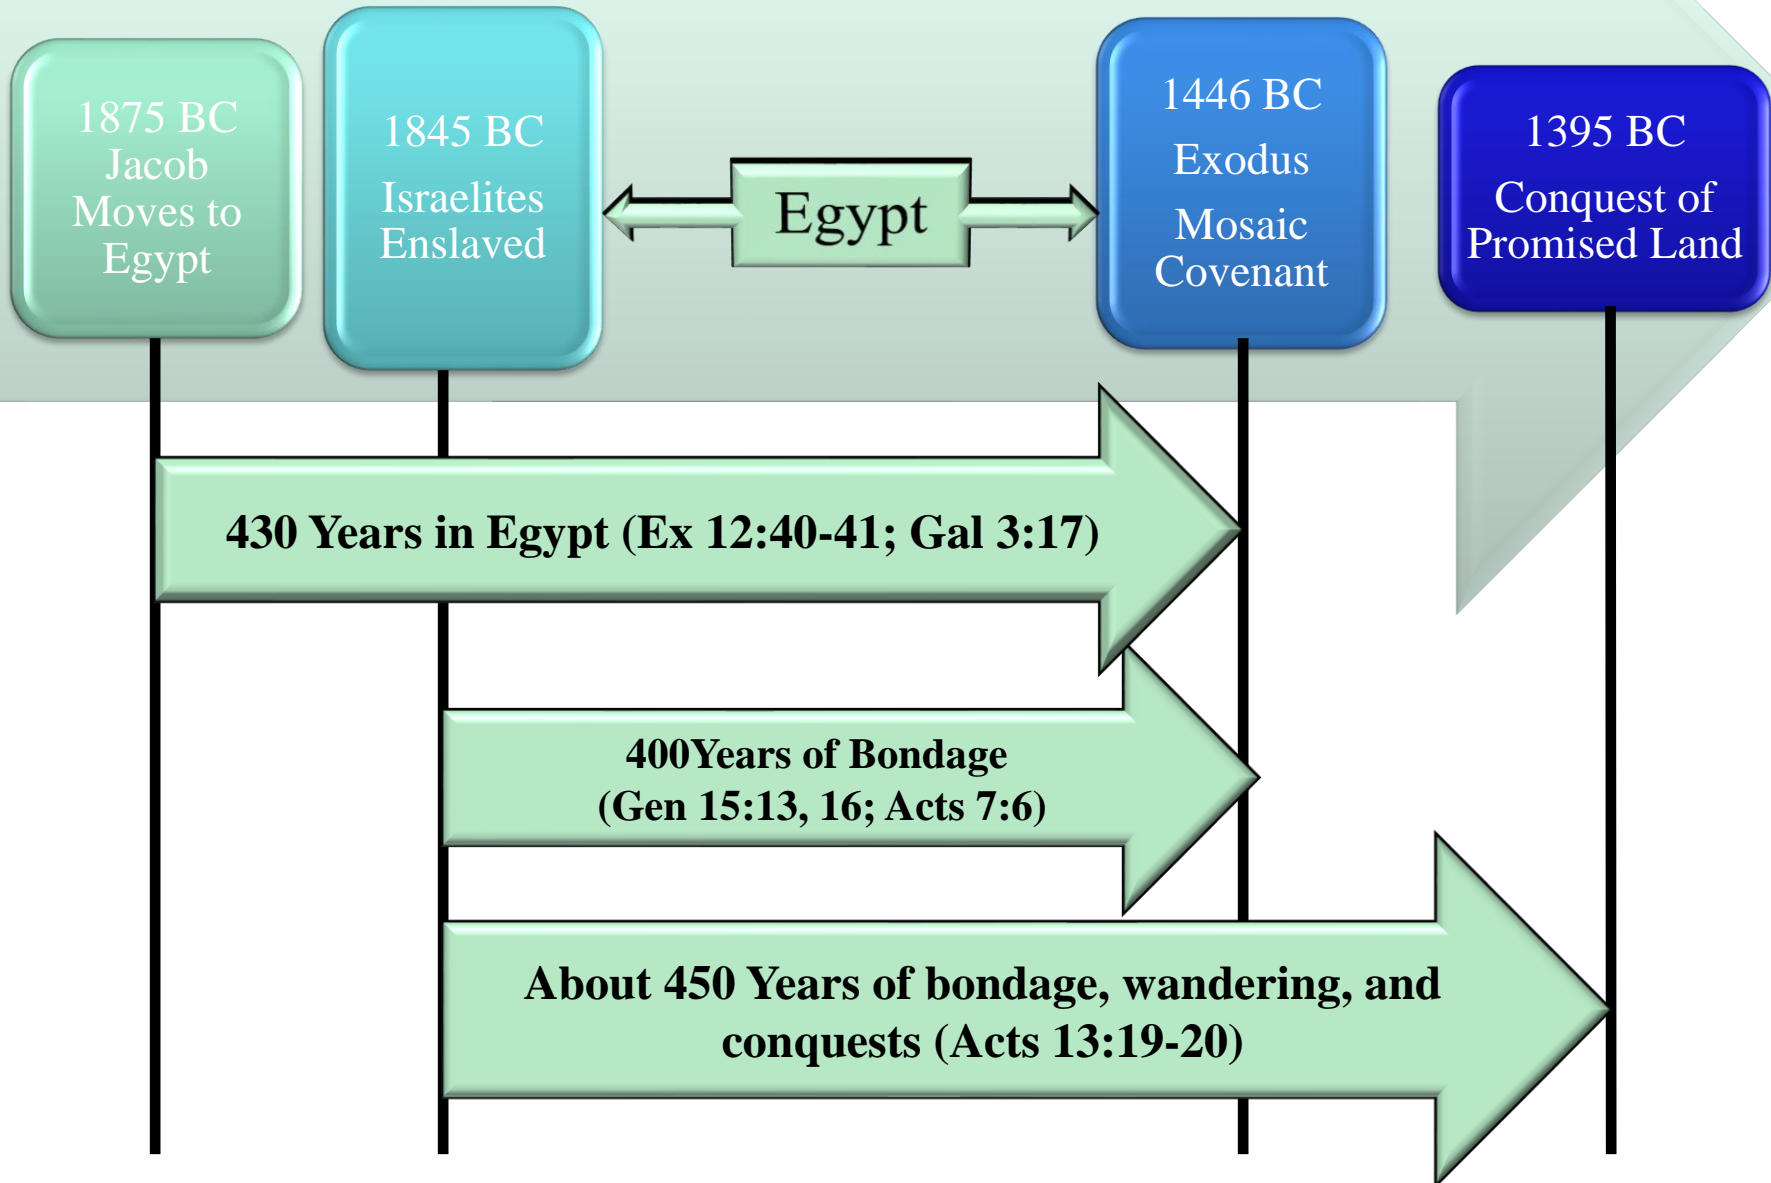 1875 BC
Jacob
Moves to
Egypt
1845 BC
Israelites
Enslaved
Egypt
1446 BC
Exodus
Mosaic
Covenant
1395 BC
Conquest of
Promised Land
430 Years in Egypt (Ex 12:40-41; Gal 3:17)
400Years of Bondage
(Gen 15:13, 16; Acts 7:6)
About 450 Years of bondage, wandering, and
conquests (Acts 13:19-20)